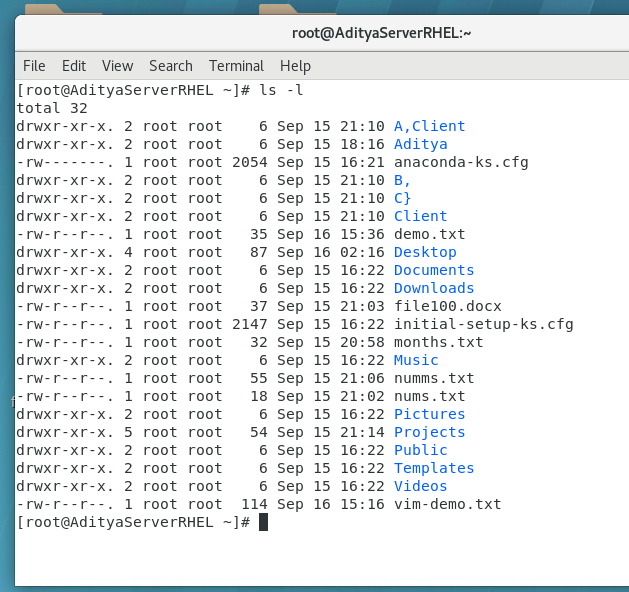 root@AdityaServerRHEL:~
File Edit View Search Terminal Help
[root@AdityaServerRHEL ~]# ls -l
total 32
drwxr-xr-x. 2 root root    6 Sep 15 21:10 A,Client
drwxr-xr-x. 2 root root    6 Sep 15 18:16 Aditya
-rw-------. 1 root root 2054 Sep 15 16:21 anaconda-ks.cfg
drwxr-xr-x. 2 root root    6 Sep 15 21:10 B,
drwxr-xr-x. 2 root root    6 Sep 15 21:10 C}
drwxr-xr-x. 2 root root    6 Sep 15 21:10 Client
-rw-r--r--. 1 root root   35 Sep 16 15:36 demo.txt
drwxr-xr-x. 4 root root   87 Sep 16 02:16 Desktop
drwxr-xr-x. 2 root root    6 Sep 15 16:22 Documents
drwxr-xr-x. 2 root root    6 Sep 15 16:22 Downloads
-rw-r--r--. 1 root root   37 Sep 15 21:03 file100.docx
-rw-r--r--. 1 root root 2147 Sep 15 16:22 initial-setup-ks.cfg
-rw-r--r--. 1 root root   32 Sep 15 20:58 months.txt
drwxr-xr-x. 2 root root    6 Sep 15 16:22 Music
-rw-r--r--. 1 root root   55 Sep 15 21:06 numms.txt
-rw-r--r--. 1 root root   18 Sep 15 21:02 nums.txt
drwxr-xr-x. 2 root root    6 Sep 15 16:22 Pictures
drwxr-xr-x. 5 root root   54 Sep 15 21:14 Projects
drwxr-xr-x. 2 root root    6 Sep 15 16:22 Public
drwxr-xr-x. 2 root root    6 Sep 15 16:22 Templates
drwxr-xr-x. 2 root root    6 Sep 15 16:22 Videos
-rw-r--r--. 1 root root  114 Sep 16 15:16 vim-demo.txt
[root@AdityaServerRHEL ~]#